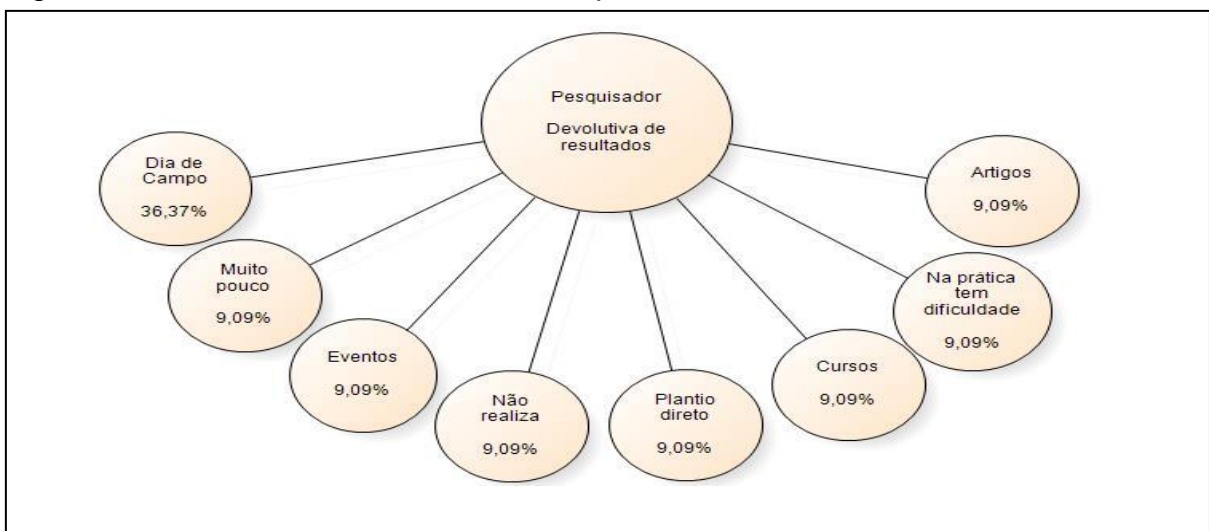 Pesquisador
Devolutiva de
resultados
Dia de
Campo
36,37%
Muito
pouco
9,09%
Eventos
9,09%
Não
realiza
9,09%
Plantio
direto
9,09%
Cursos
9,09%
Na prática
tem
dificuldade
9,09%
Artigos
9,09%